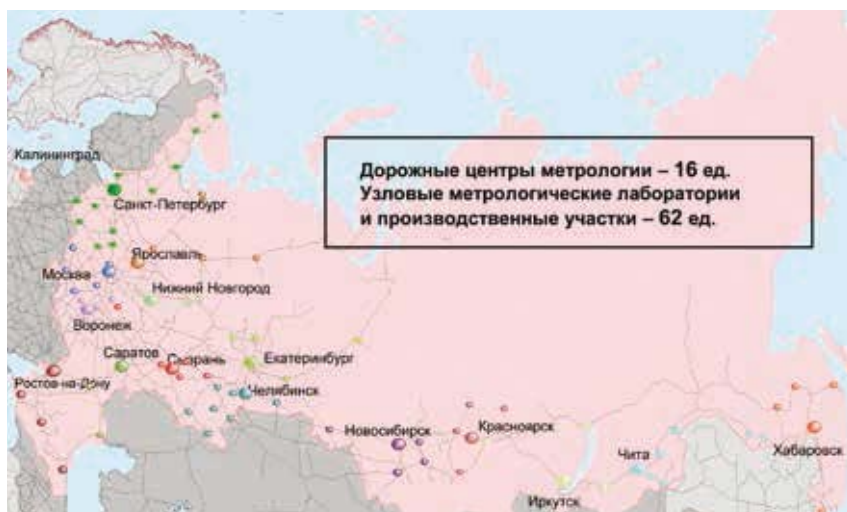 Дорожные центры метрологии – 16 ед.
Узловые метрологические лаборатории
и производственные участки – 62 ед.
Калининград
Санкт-Петербург
Ярославль
Москва
Нижний Новгород
Воронеж
Саратов
Сызрань
Екатеринбург
Ростов-на-Дону
Челябинск
Новосибирск
Красноярск
Чита
Хабаровск
Иркутск